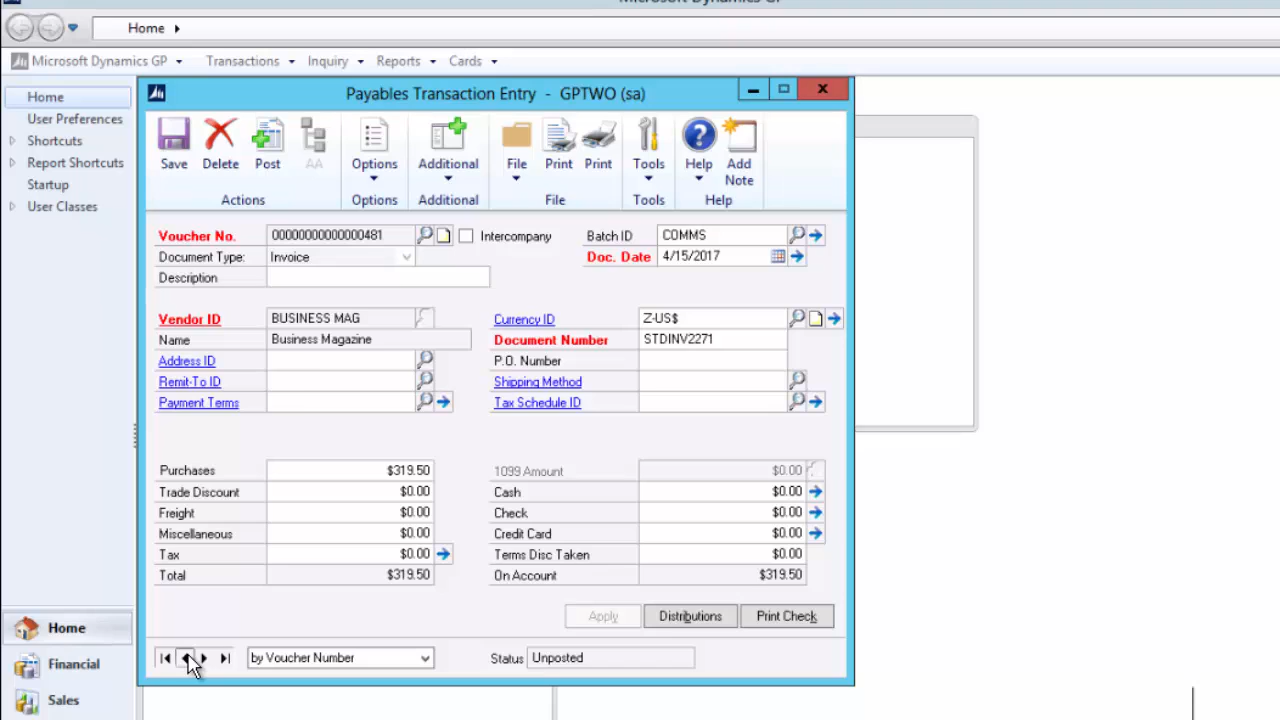 Microsoft Dynamics GP
Home
Microsoft Dynamics GP Transactions Inquiry Reports Cards
Home
User Preferences
Shortcuts
Report Shortcuts
Startup
User Classes
Payables Transaction Entry - GPTWO (sa)
Save Delete Post AA Options Additional File Print Print Tools Help Add Note
Actions Options Additional File Tools Help
Voucher No. 00000000000000481 Intercompany Batch ID COMMS
Document Type: Invoice Doc. Date 4/15/2017
Description
Vendor ID BUSINESS MAG Currency ID Z-US$
Name Business Magazine Document Number STDINV2271
Address ID P.O. Number
Remit-To ID Shipping Method
Payment Terms Tax Schedule ID
Purchases $319.50 1099 Amount $0.00
Trade Discount $0.00 Cash $0.00
Freight $0.00 Check $0.00
Miscellaneous $0.00 Credit Card $0.00
Tax $0.00 Terms Disc Taken $0.00
Total $319.50 On Account $319.50
Apply Distributions Print Check
by Voucher Number Status Unposted
Home
Financial
Sales